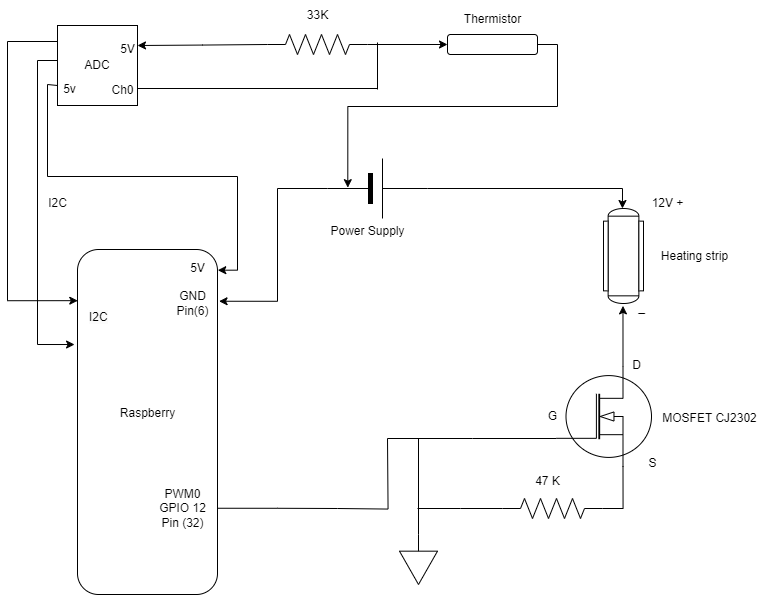 33K
Thermistor
5V
ADC
5v
Ch0
I2C
12V +
Power Supply
Heating strip
5V
GND
Pin(6)
I2C
–
D
Raspberry
G
MOSFET CJ2302
S
47 K
PWM0
GPIO 12
Pin (32)